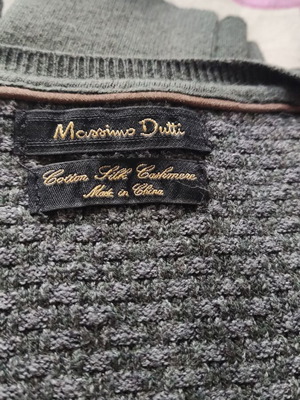 Massimo Dutti
Cotton Silk Cashmere
Made in China